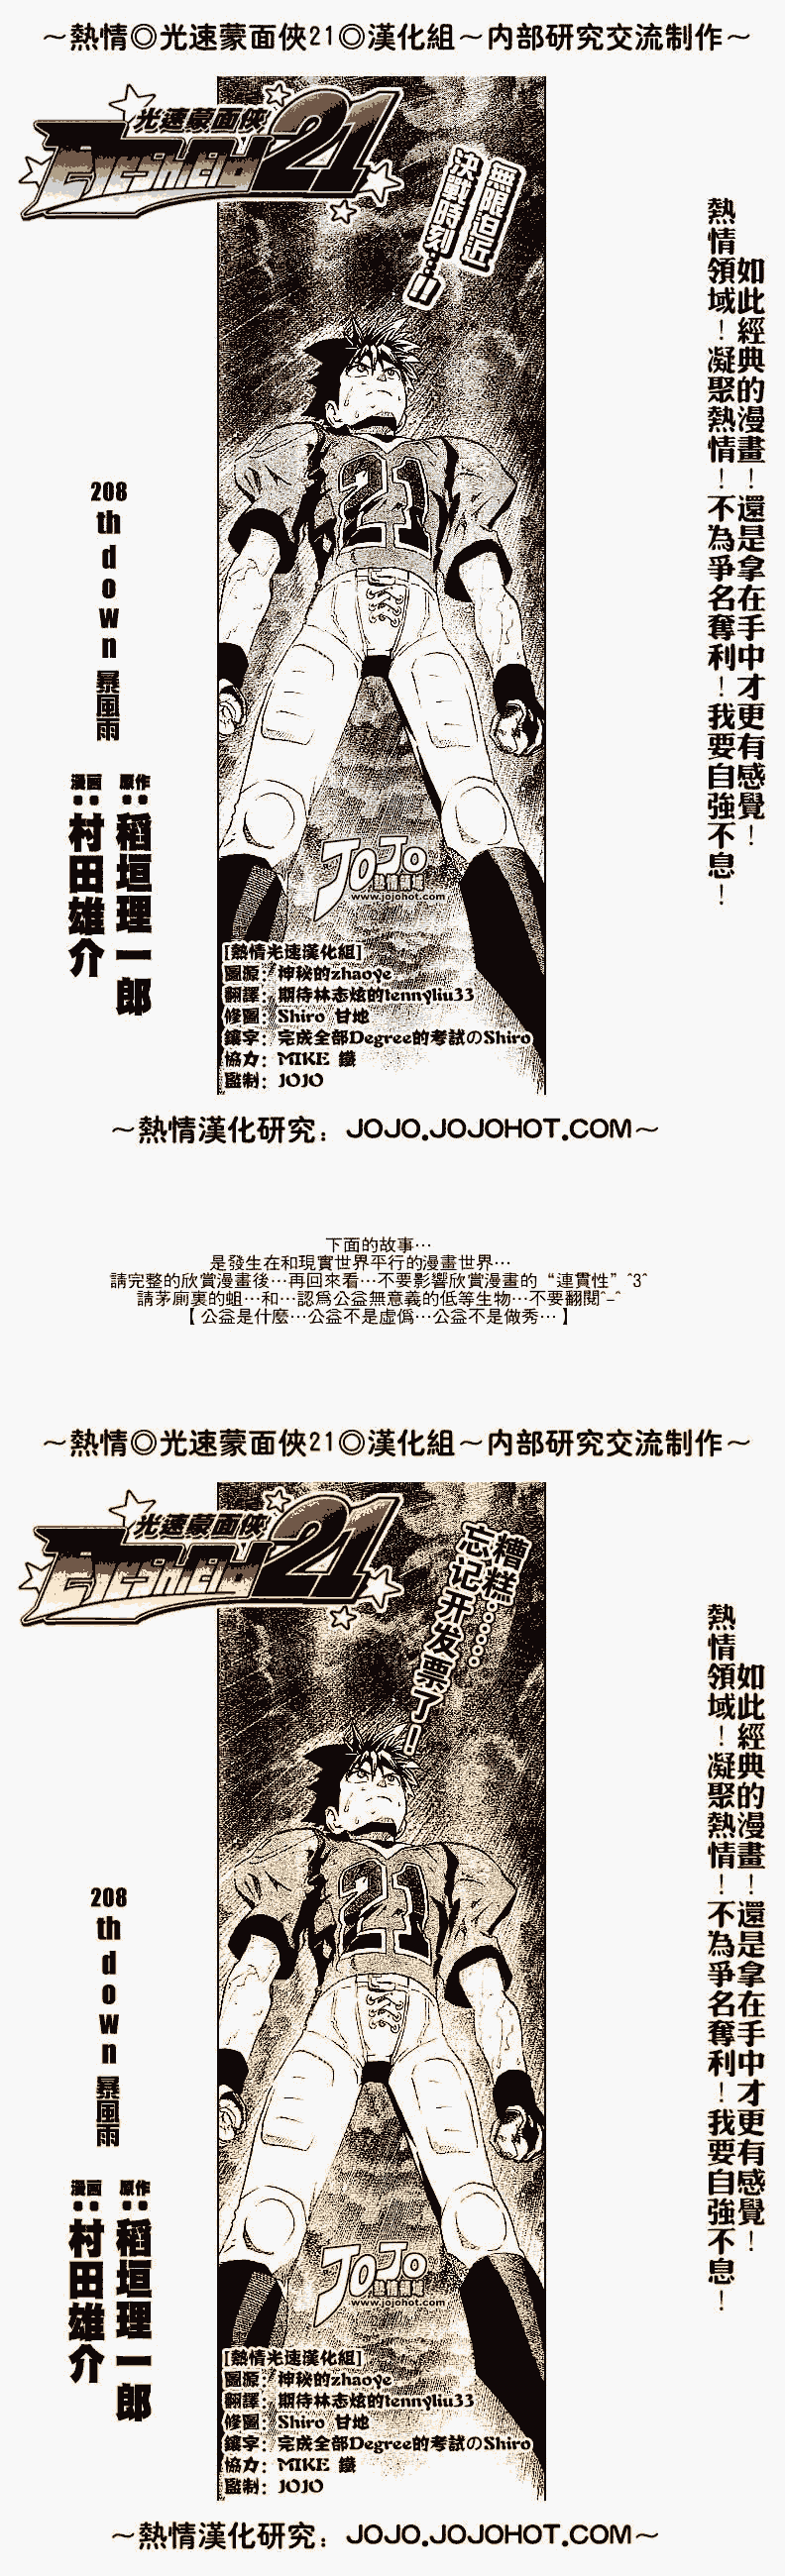 ～熱情◎光速蒙面俠21◎漢化組～内部研究交流制作～
光速蒙面俠
Eyeshield 21
無限迫近
決戰時刻…!!
如此經典的漫畫！還是拿在手中才更有感覺！
熱情領域！凝聚熱情！不為爭名奪利！我要自強不息！
208th down 暴風雨
原作：稻垣理一郎
漫画：村田雄介
JOJO
熱情領域
www.jojohot.com
[熱情光速漢化組]
圖源：神秘的zhaoye
翻譯：期待林志炫的tennyliu33
修圖：Shiro 甘地
鑲字：完成全部Degree的考試のShiro
協力：MIKE 鐵
監制：JOJO
～熱情漢化研究：JOJO.JOJOHOT.COM～
下面的故事…
是發生在和現實世界平行的漫畫世界…
請完整的欣賞漫畫後…再回來看…不要影響欣賞漫畫的“連貫性”^3^
請茅廁裏的蛆…和…認爲公益無意義的低等生物…不要翻閱^-^
【 公益是什麼…公益不是虛僞…公益不是做秀… 】
～熱情◎光速蒙面俠21◎漢化組～内部研究交流制作～
光速蒙面俠
Eyeshield 21
糟糕……
忘记开发票了！
如此經典的漫畫！還是拿在手中才更有感覺！
熱情領域！凝聚熱情！不為爭名奪利！我要自強不息！
208th down 暴風雨
原作：稻垣理一郎
漫画：村田雄介
JOJO
熱情領域
www.jojohot.com
[熱情光速漢化組]
圖源：神秘的zhaoye
翻譯：期待林志炫的tennyliu33
修圖：Shiro 甘地
鑲字：完成全部Degree的考試のShiro
協力：MIKE 鐵
監制：JOJO
～熱情漢化研究：JOJO.JOJOHOT.COM～